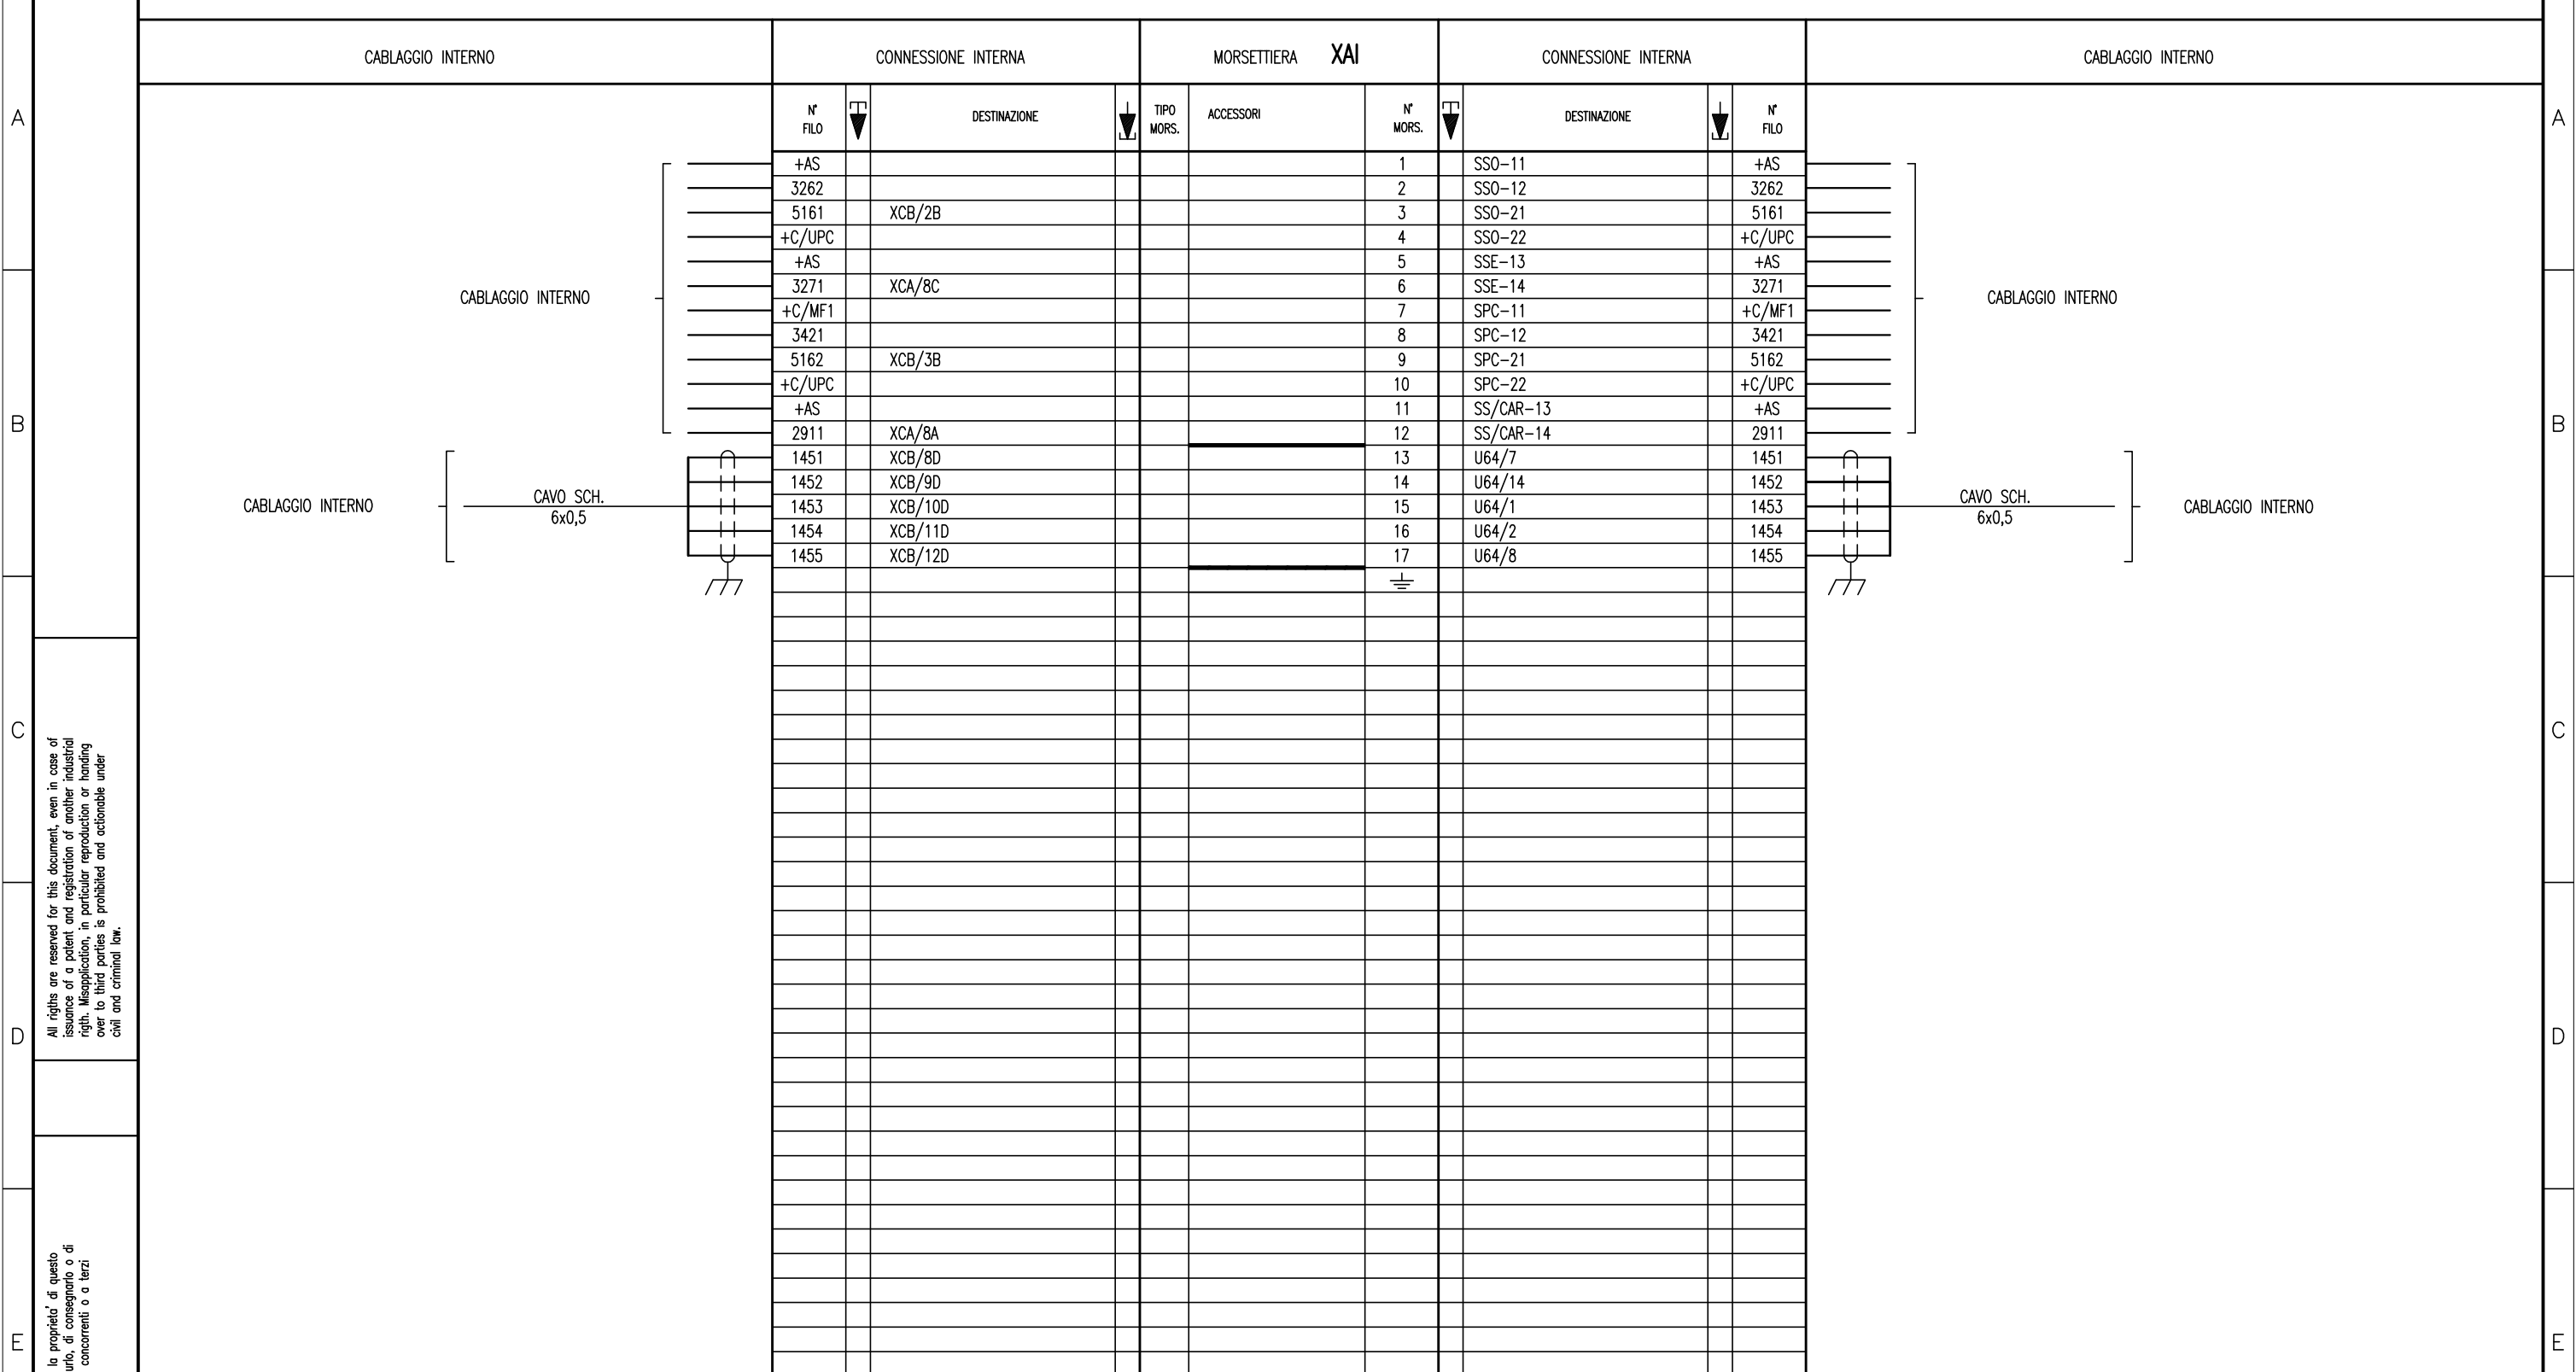 CABLAGGIO INTERNO CONNESSIONE INTERNA MORSETTIERA XAI CONNESSIONE INTERNA CABLAGGIO INTERNO
N° FILO DESTINAZIONE TIPO MORS. ACCESSORI N° MORS. DESTINAZIONE N° FILO
+AS 1 SSO-11 +AS
3262 2 SSO-12 3262
5161 XCB/2B 3 SSO-21 5161
+C/UPC 4 SSO-22 +C/UPC
+AS 5 SSE-13 +AS
3271 XCA/8C 6 SSE-14 3271
CABLAGGIO INTERNO
CABLAGGIO INTERNO
+C/MF1 7 SPC-11 +C/MF1
3421 8 SPC-12 3421
5162 XCB/3B 9 SPC-21 5162
+C/UPC 10 SPC-22 +C/UPC
+AS 11 SS/CAR-13 +AS
2911 XCA/8A 12 SS/CAR-14 2911
1451 XCB/8D 13 U64/7 1451
1452 XCB/9D 14 U64/14 1452
CABLAGGIO INTERNO
CAVO SCH.
6x0,5
1453 XCB/10D 15 U64/1 1453
CAVO SCH.
6x0,5
CABLAGGIO INTERNO
1454 XCB/11D 16 U64/2 1454
1455 XCB/12D 17 U64/8 1455
A
B
C
D
E
A
B
C
D
E
All rigths are reserved for this document, even in case of
issuance of a patent and registration of another industrial
rigth. Misapplication, in particular reproduction or handing
over to third parties is prohibited and actionable under
civil and criminal law.
la proprieta' di questo
urlo, di consegnarlo o di
concorrenti o a terzi